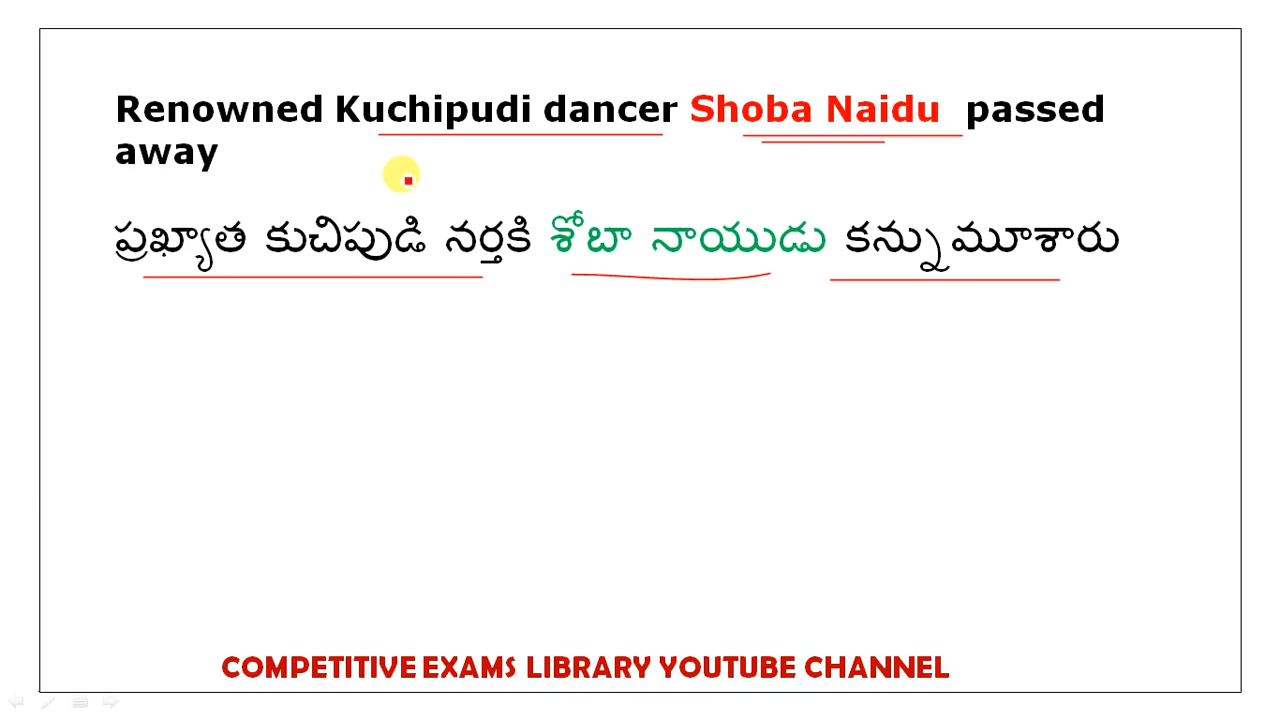 Renowned Kuchipudi dancer Shoba Naidu passed
away
ప్రఖ్యాత కుచిపుడి నర్తకి శోబా నాయుడు కన్నుమూశారు
COMPETITIVE EXAMS LIBRARY YOUTUBE CHANNEL